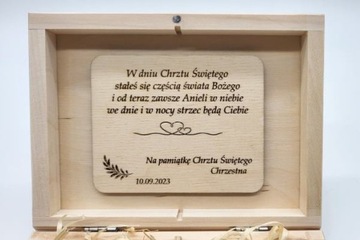 W dniu Chrztu Świętego
stałeś się częścią świata Bożego
i od teraz zawsze Anieli w niebie
we dnie i w nocy strzec będą Ciebie
Na pamiątkę Chrztu Świętego
Chrzestna
10.09.2023